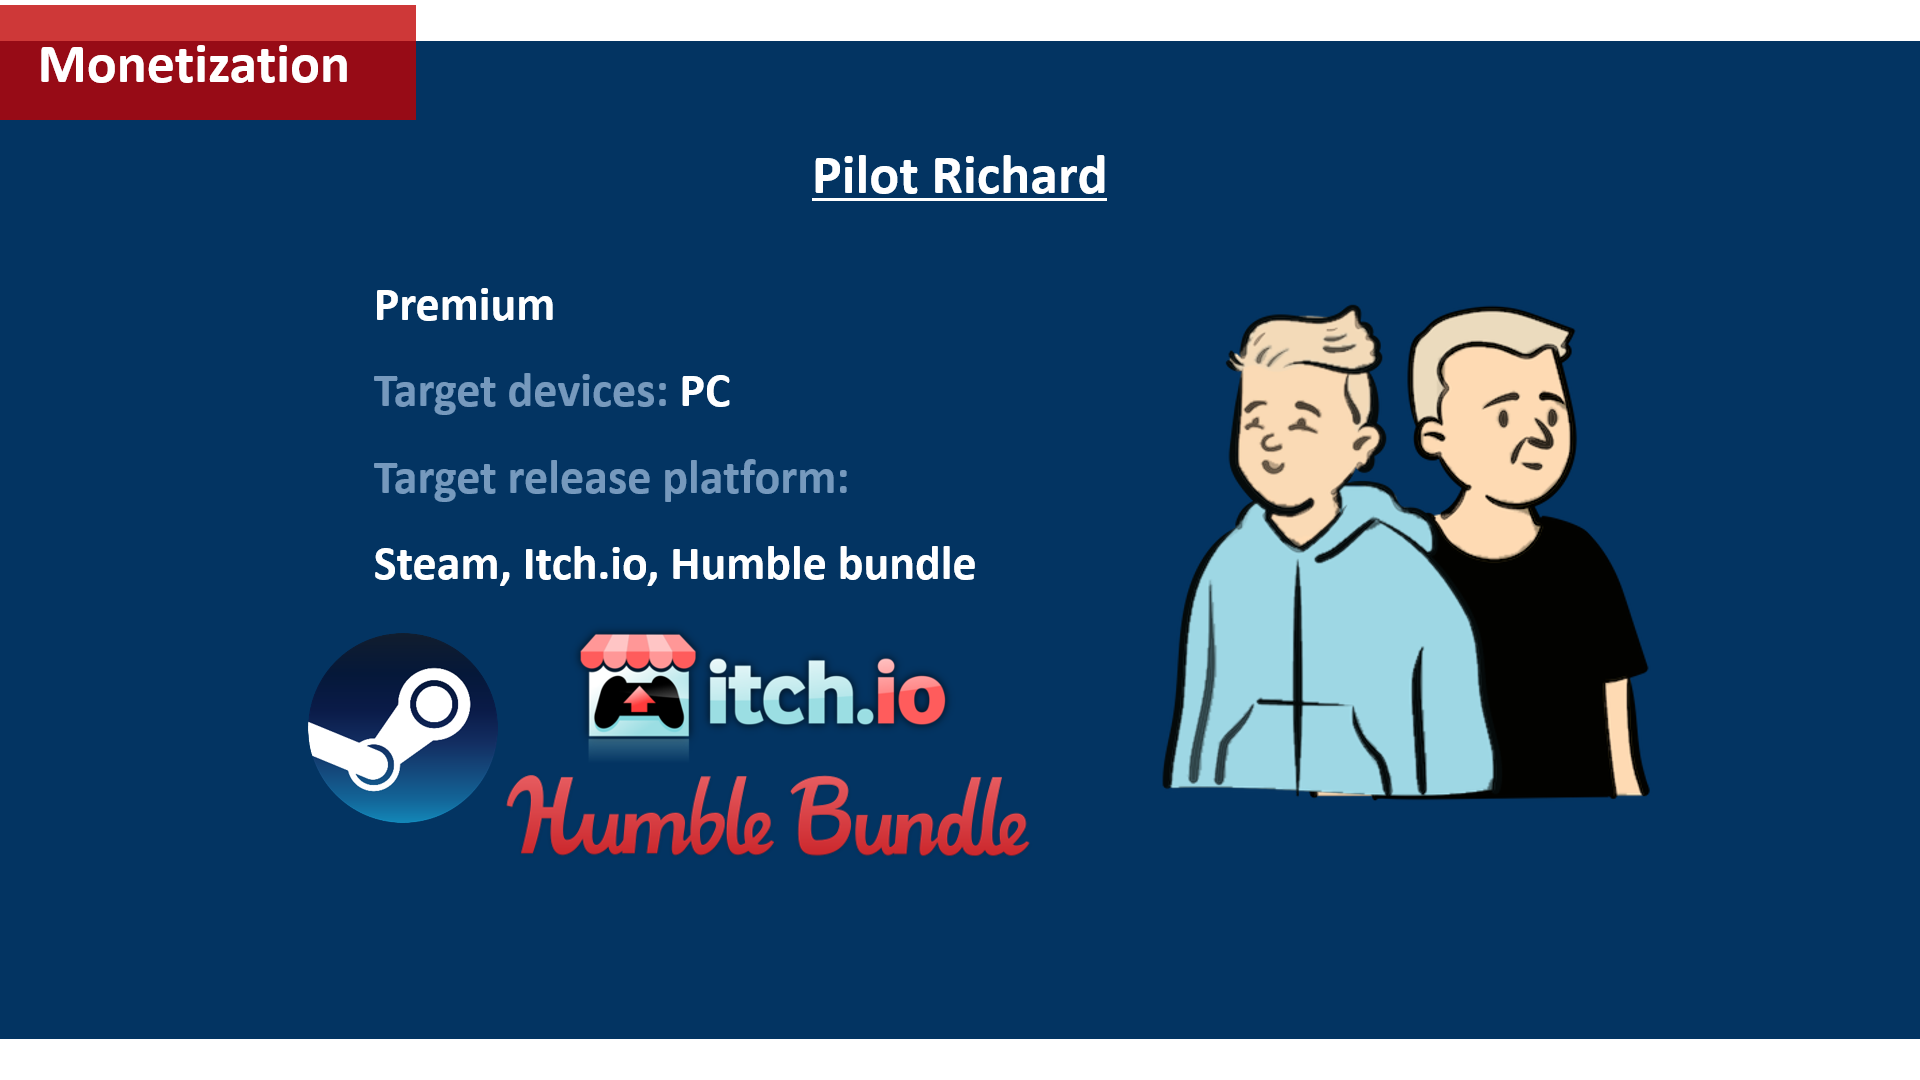 Monetization
Pilot Richard
Premium
Target devices: PC
Target release platform:
Steam, Itch.io, Humble bundle
itch.io
Humble Bundle